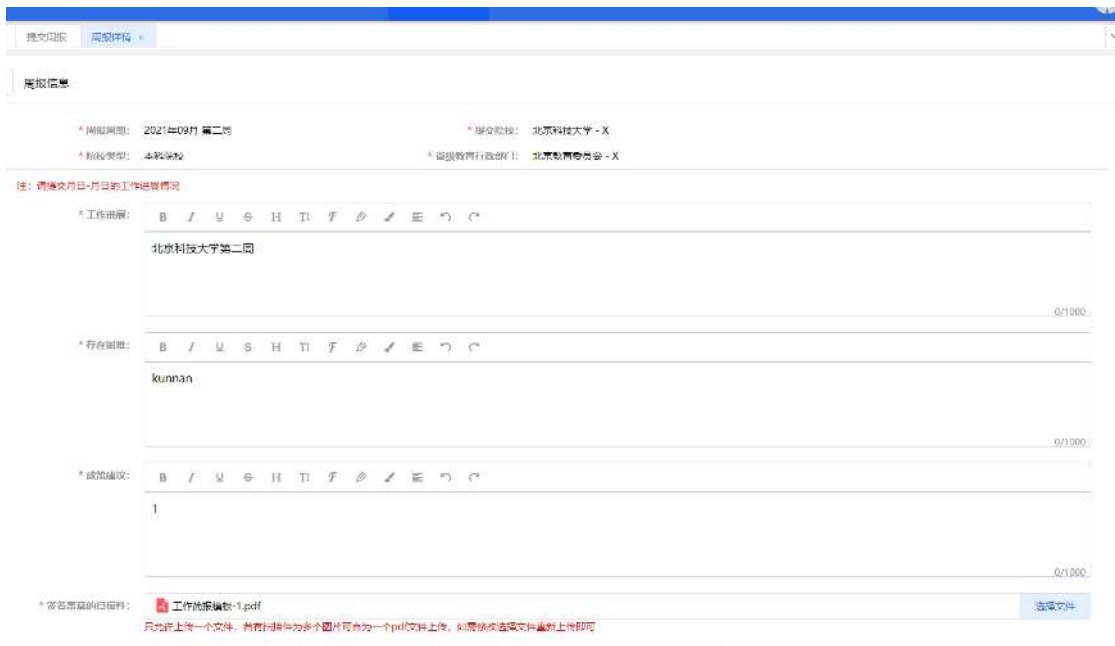 提交周报 周报详情 ×
周报信息
* 周报周期: 2021年09月 第二周 * 提交院校: 北京科技大学 - X
* 院校类型: 本科院校 * 省级教育行政部门: 北京教育委员会 - X
注: 请提交月日-月日的工作进展情况
* 工作进展: B I U S H TI F
北京科技大学第二周
0/1000
* 存在困难: B I U S H TI F
kunnan
0/1000
* 政策建议: B I U S H TI F
1
0/1000
* 签名盖章的扫描件: 工作简报模板-1.pdf 选择文件
只允许上传一个文件, 若有扫描件为多个图片可合为一个pdf文件上传, 如需修改选择文件重新上传即可